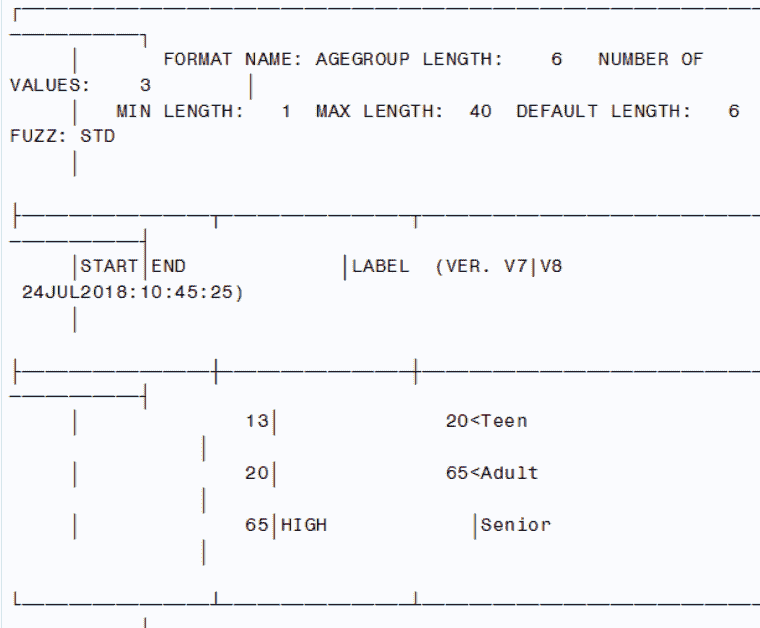 FORMAT NAME: AGEGROUP LENGTH: 6 NUMBER OF
VALUES: 3 |
| MIN LENGTH: 1 MAX LENGTH: 40 DEFAULT LENGTH: 6
FUZZ: STD
|START|END |LABEL (VER. V7|V8
24JUL2018:10:45:25)
| 13| 20<Teen
| 20| 65<Adult
| 65|HIGH |Senior